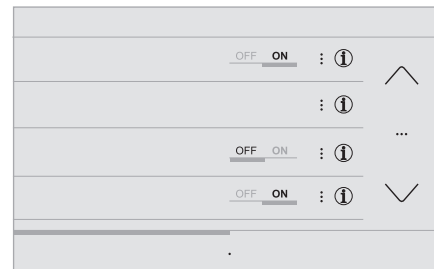 OFF ON ⋮ i
⋮ i
OFF ON ⋮ i
...
OFF ON ⋮ i
.